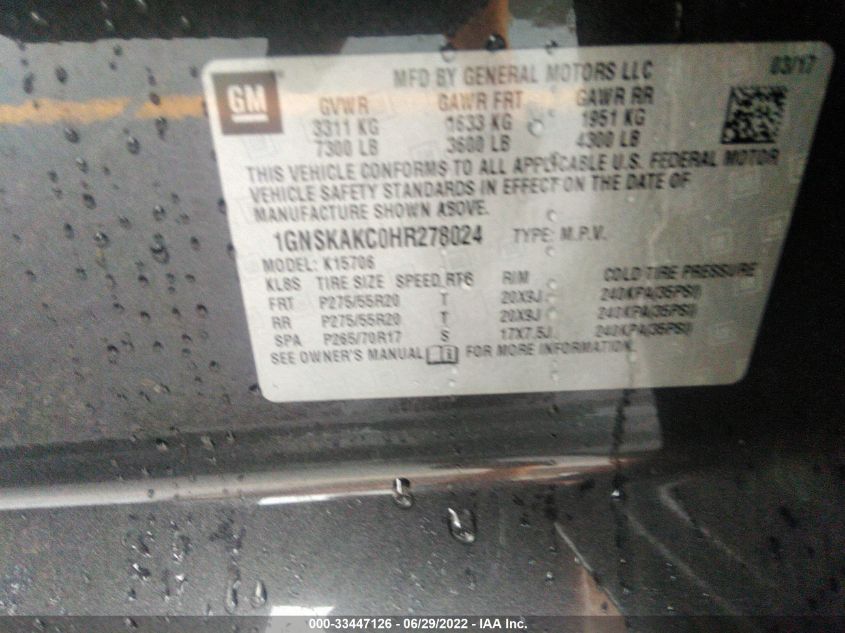 GM
MFD BY GENERAL MOTORS LLC 03/17
GVWR GAWR FRT GAWR RR
3311 KG 1633 KG 1951 KG
7300 LB 3600 LB 4300 LB
THIS VEHICLE CONFORMS TO ALL APPLICABLE U.S. FEDERAL MOTOR
VEHICLE SAFETY STANDARDS IN EFFECT ON THE DATE OF
MANUFACTURE SHOWN ABOVE.
1GNSKAKC0HR278024 TYPE: M.P.V.
MODEL: K15706
KL8S TIRE SIZE SPEED RTG RIM COLD TIRE PRESSURE
FRT P275/55R20 T 20X9J 240KPA(35PSI)
RR P275/55R20 T 20X9J 240KPA(35PSI)
SPA P265/70R17 S 17X7.5J 240KPA(35PSI)
SEE OWNER'S MANUAL FOR MORE INFORMATION.
000-33447126 - 06/29/2022 - IAA Inc.